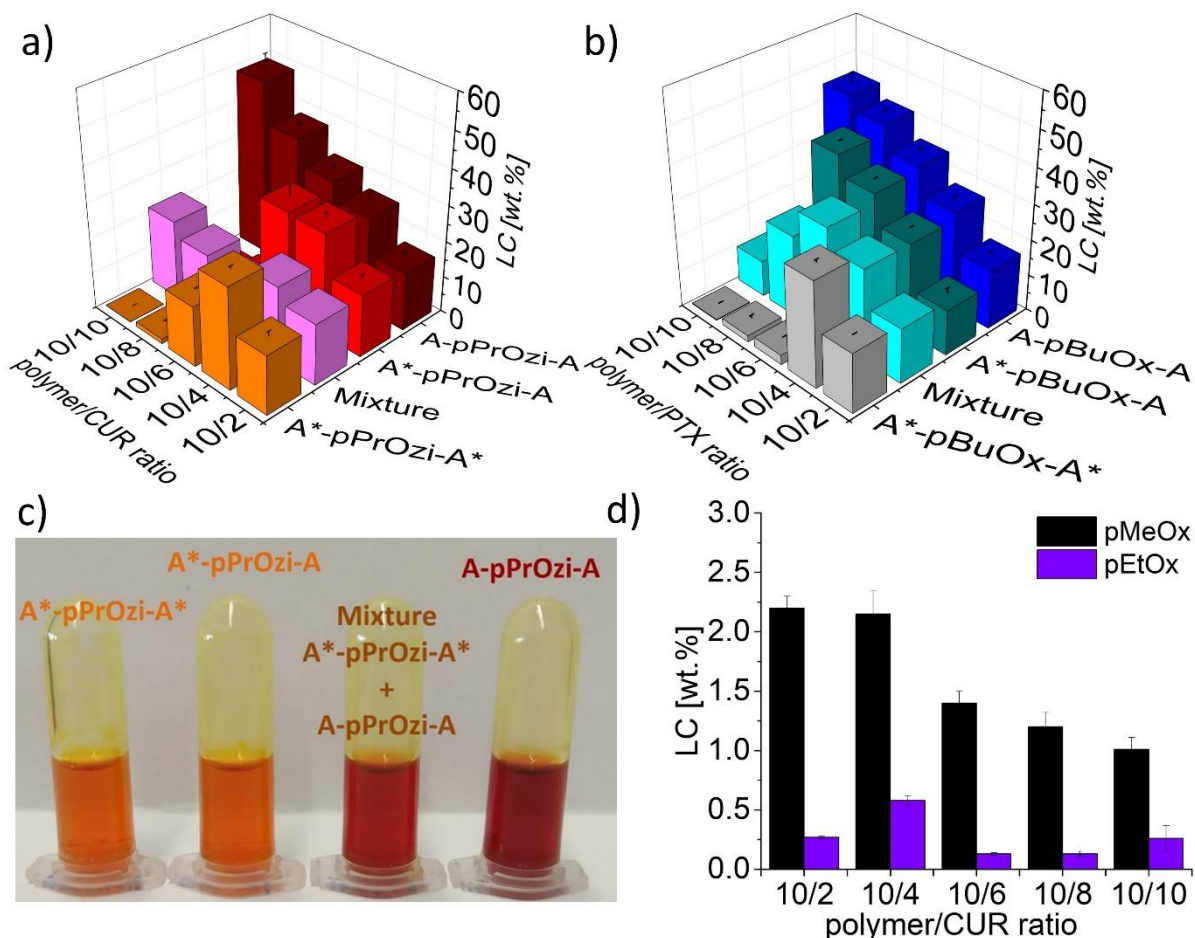 a)
60
50
40
30
20
10
0
LC [wt.%]
10/10
10/8
10/6
10/4
10/2
polymer/CUR ratio
A-pPrOzi-A
A*-pPrOzi-A
Mixture
A*-pPrOzi-A*
b)
60
50
40
30
20
10
0
LC [wt.%]
10/10
10/8
10/6
10/4
10/2
polymer/PTX ratio
A-pBuOx-A
A*-pBuOx-A
Mixture
A*-pBuOx-A*
c)
A*-pPrOzi-A*
A*-pPrOzi-A
Mixture
A*-pPrOzi-A*
+
A-pPrOzi-A
A-pPrOzi-A
d)
3.0
2.5
2.0
1.5
1.0
0.5
0.0
LC [wt.%]
pMeOx
pEtOx
10/2 10/4 10/6 10/8 10/10
polymer/CUR ratio